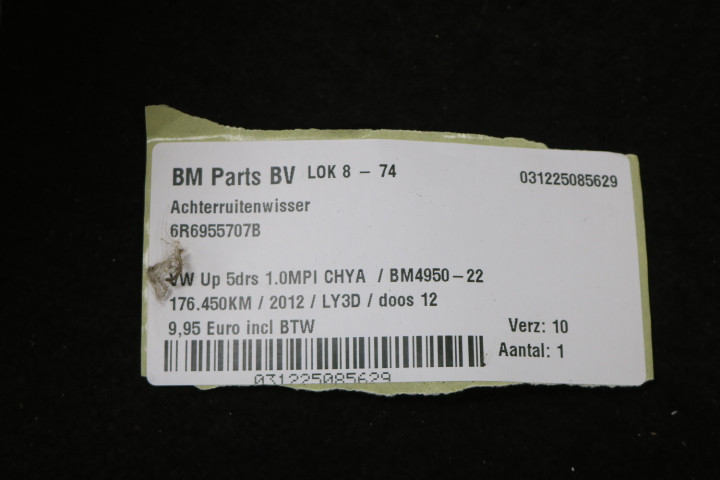 BM Parts BV LOK 8 - 74 031225085629
Achterruitenwisser
6R6955707B
VW Up 5drs 1.0MPI CHYA / BM4950-22
176.450KM / 2012 / LY3D / doos 12
9,95 Euro incl BTW Verz: 10
Aantal: 1
031225085629